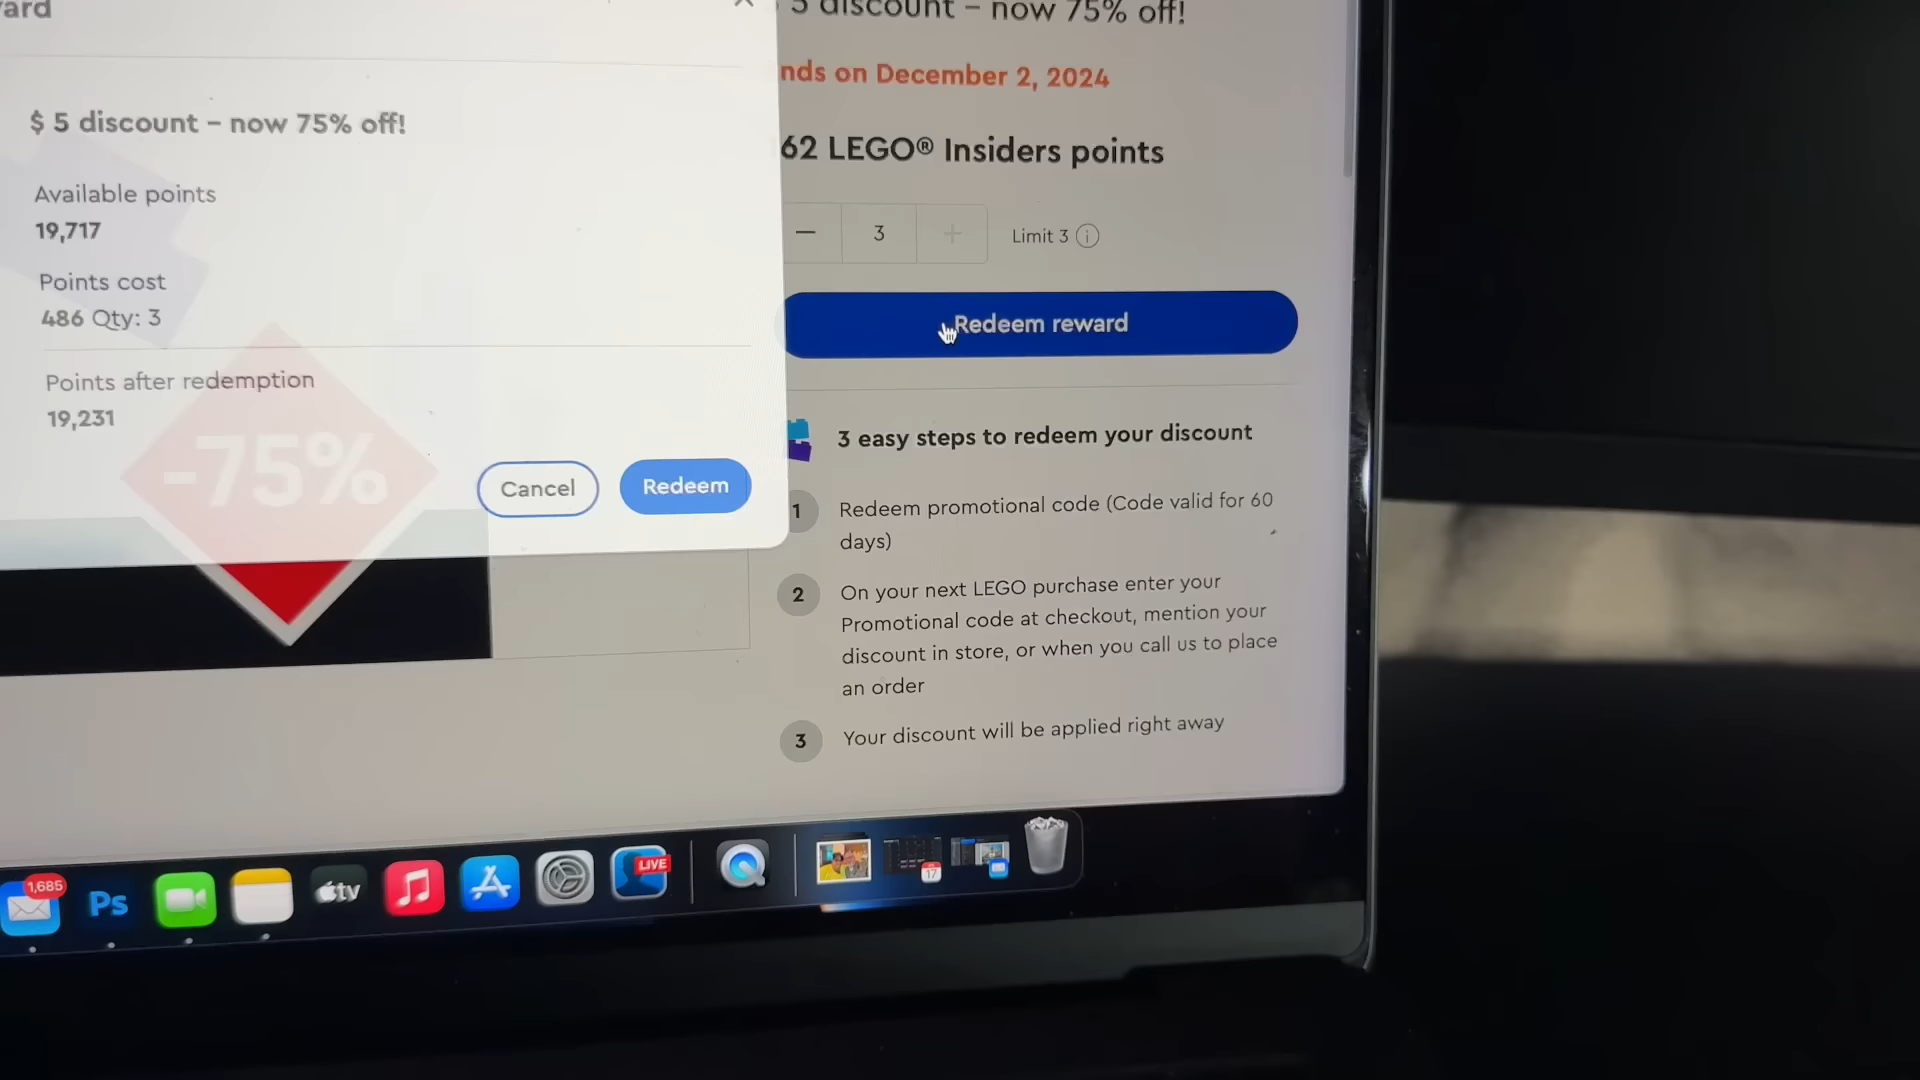 ard
$ 5 discount – now 75% off!
Available points
19,717
Points cost
486 Qty: 3
Points after redemption
19,231
-75%
Cancel
Redeem
5 discount – now 75% off!
nds on December 2, 2024
62 LEGO® Insiders points
3
Limit 3
Redeem reward
3 easy steps to redeem your discount
1
Redeem promotional code (Code valid for 60
days)
2
On your next LEGO purchase enter your
Promotional code at checkout, mention your
discount in store, or when you call us to place
an order
3
Your discount will be applied right away
1,685
Ps
tv
LIVE
17